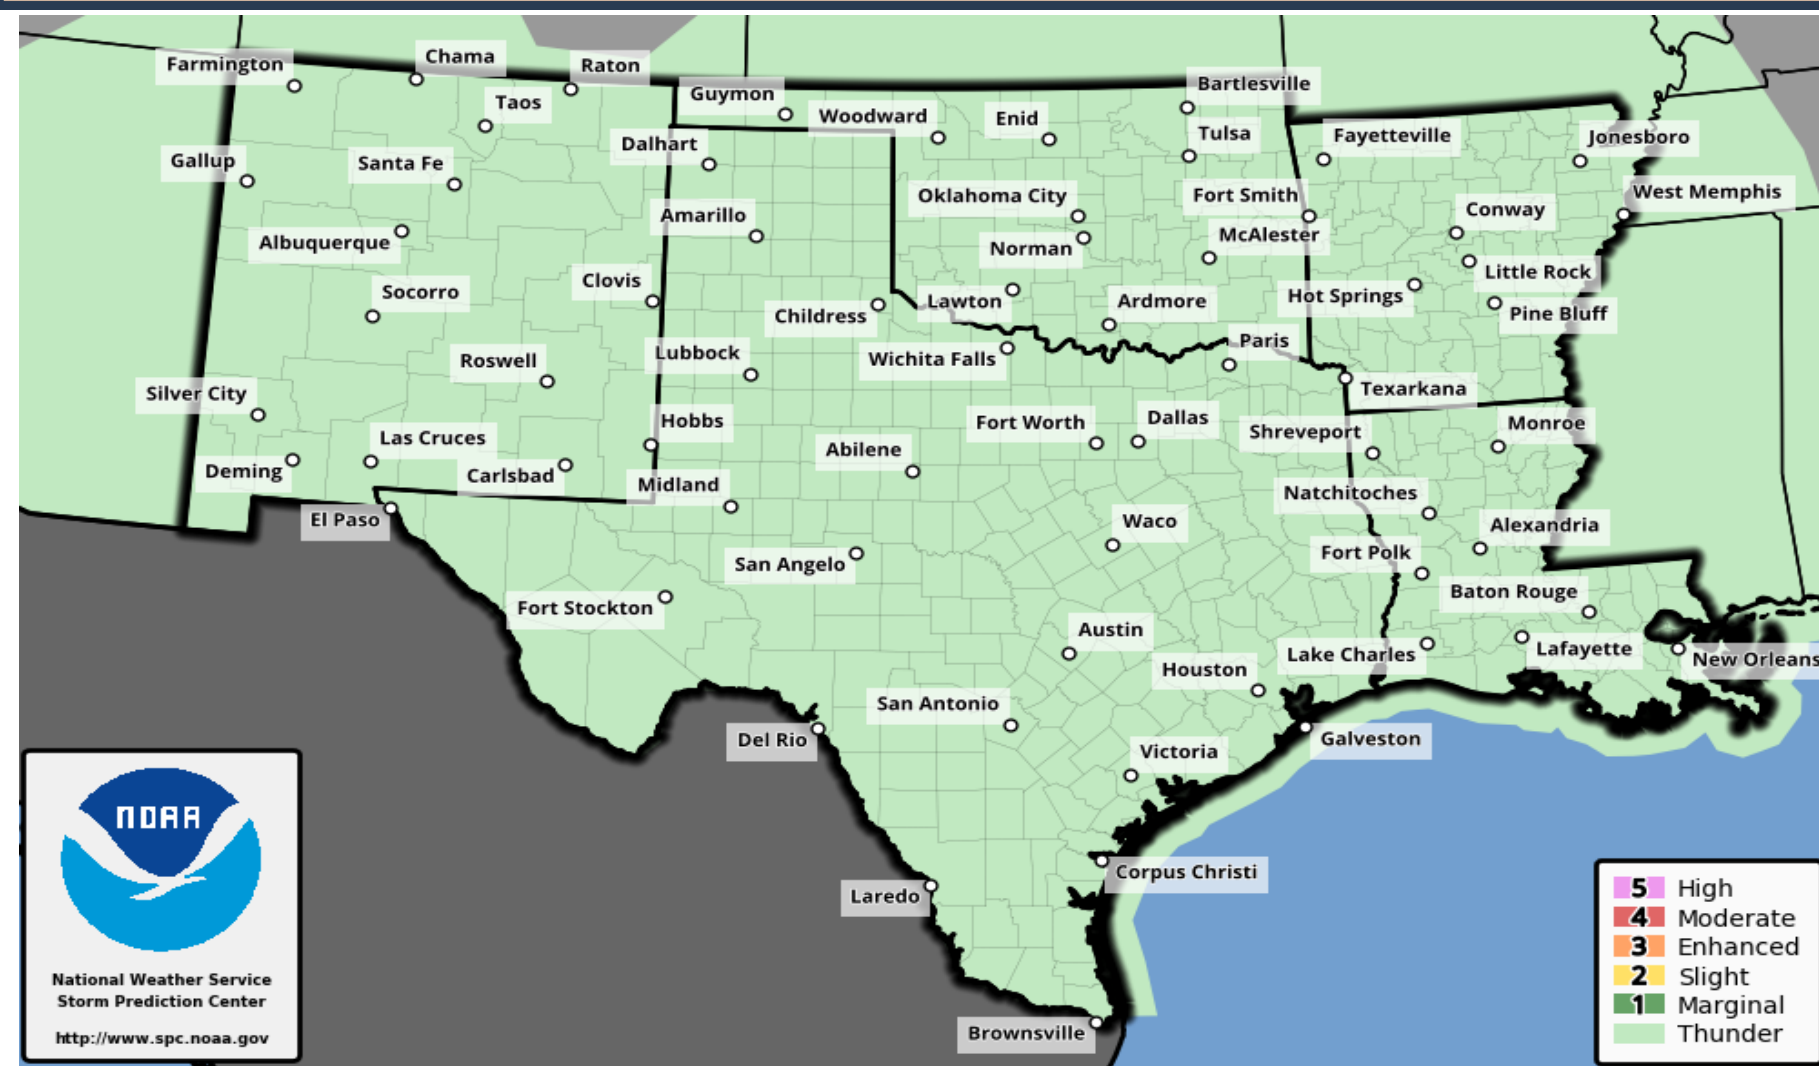 Farmington
Chama
Raton
Taos
Guymon
Woodward
Enid
Bartlesville
Tulsa
Fayetteville
Jonesboro
Gallup
Santa Fe
Dalhart
Oklahoma City
Fort Smith
Conway
West Memphis
Albuquerque
Amarillo
Norman
McAlester
Little Rock
Socorro
Clovis
Childress
Lawton
Ardmore
Hot Springs
Pine Bluff
Roswell
Lubbock
Wichita Falls
Paris
Texarkana
Silver City
Las Cruces
Hobbs
Abilene
Fort Worth
Dallas
Shreveport
Monroe
Deming
Carlsbad
Midland
Natchitoches
El Paso
Waco
Alexandria
San Angelo
Fort Polk
Fort Stockton
Baton Rouge
Austin
Houston
Lake Charles
Lafayette
New Orleans
San Antonio
Del Rio
Victoria
Galveston
Corpus Christi
Laredo
Brownsville
NOAA
National Weather Service
Storm Prediction Center
http://www.spc.noaa.gov
5 High
4 Moderate
3 Enhanced
2 Slight
1 Marginal
Thunder